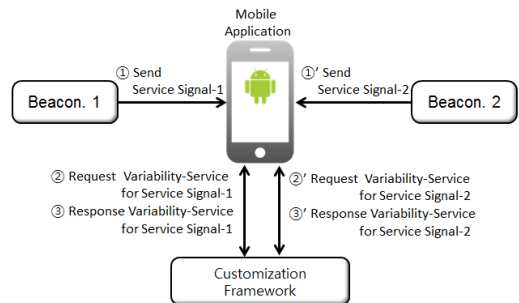 Mobile
Application
① Send
Service Signal-1
①’ Send
Service Signal-2
Beacon. 1
Beacon. 2
② Request Variability-Service
for Service Signal-1
③ Response Variability-Service
for Service Signal-1
②’ Request Variability-Service
for Service Signal-2
③’ Response Variability-Service
for Service Signal-2
Customization
Framework